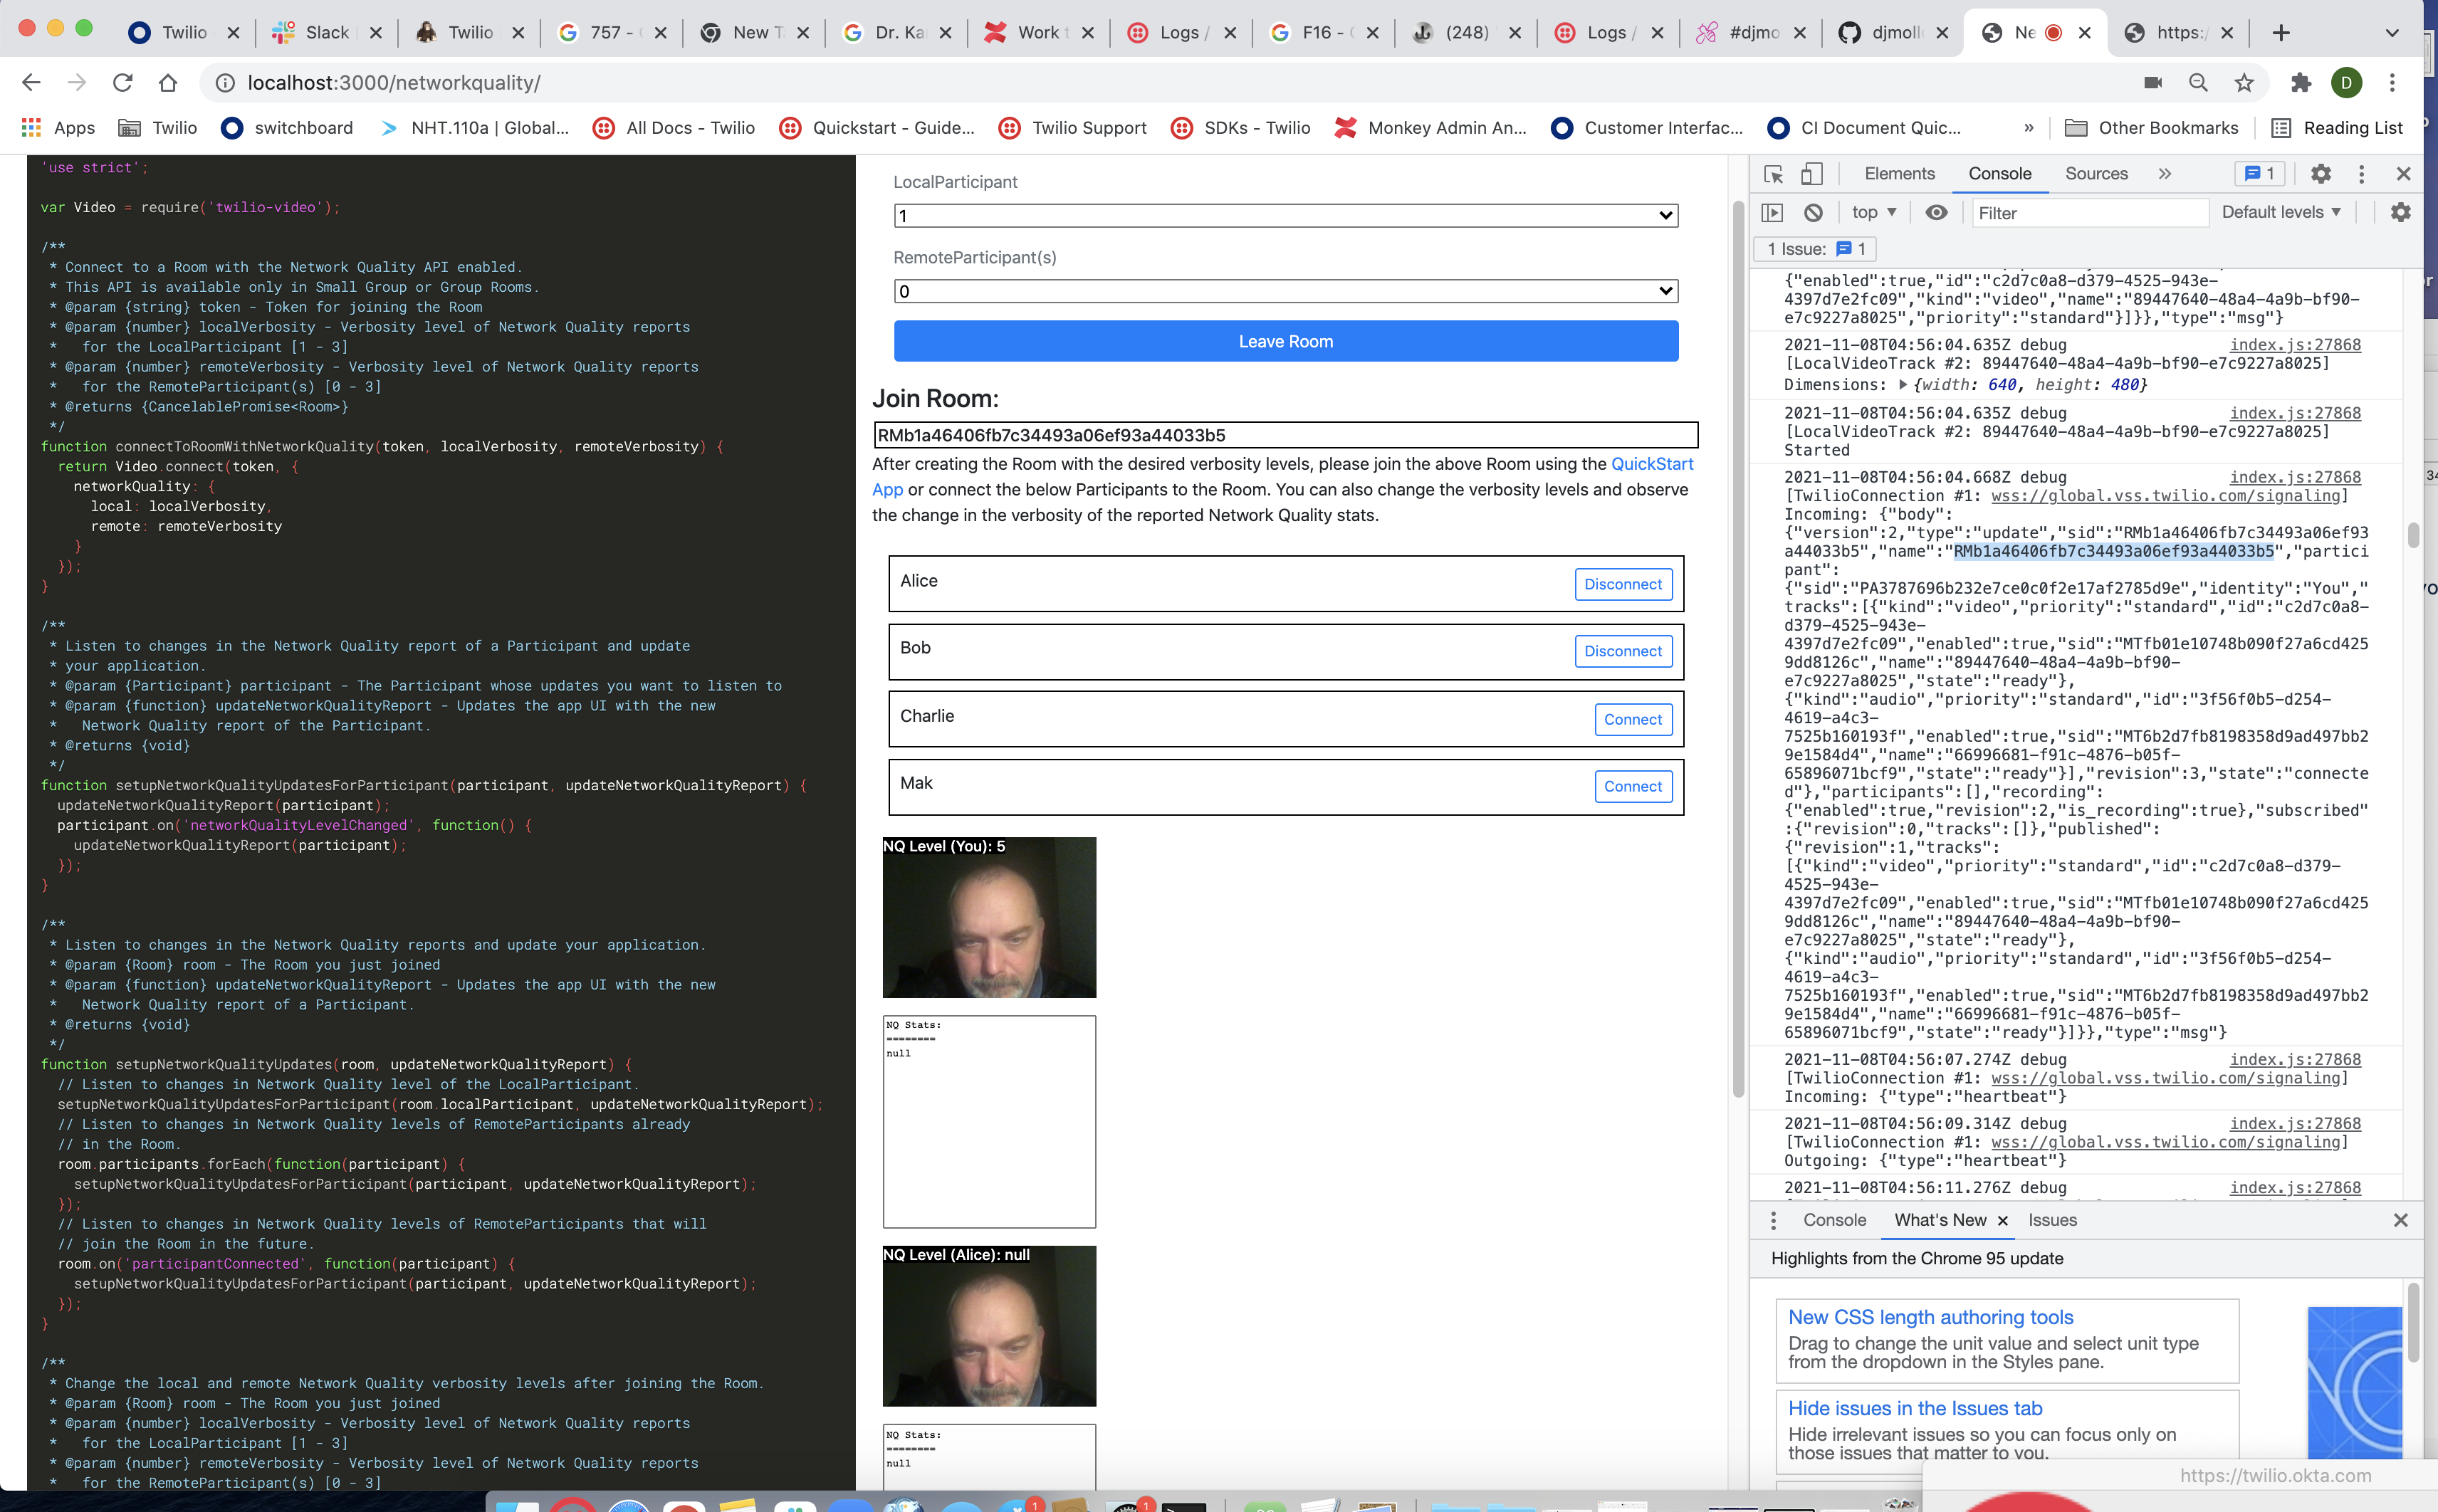 Twilio
Slack
Twilio
757 - 
New T
Dr. Ka
Work t
Logs /
F16 - 
(248)
Logs /
#djmo
djmoll
Ne
https:/
localhost:3000/networkquality/
D
Apps
Twilio
switchboard
NHT.110a | Global...
All Docs - Twilio
Quickstart - Guide...
Twilio Support
SDKs - Twilio
Monkey Admin An...
Customer Interfac...
CI Document Quic...
»
Other Bookmarks
Reading List
'use strict';
var Video = require('twilio-video');
/**
* Connect to a Room with the Network Quality API enabled.
* This API is available only in Small Group or Group Rooms.
* @param {string} token - Token for joining the Room
* @param {number} localVerbosity - Verbosity level of Network Quality reports
*   for the LocalParticipant [1 - 3]
* @param {number} remoteVerbosity - Verbosity level of Network Quality reports
*   for the RemoteParticipant(s) [0 - 3]
* @returns {CancelablePromise<Room>}
*/
function connectToRoomWithNetworkQuality(token, localVerbosity, remoteVerbosity) {
return Video.connect(token, {
networkQuality: {
local: localVerbosity,
remote: remoteVerbosity
}
});
}
/**
* Listen to changes in the Network Quality report of a Participant and update
* your application.
* @param {Participant} participant - The Participant whose updates you want to listen to
* @param {function} updateNetworkQualityReport - Updates the app UI with the new
*   Network Quality report of the Participant.
* @returns {void}
*/
function setupNetworkQualityUpdatesForParticipant(participant, updateNetworkQualityReport) {
updateNetworkQualityReport(participant);
participant.on('networkQualityLevelChanged', function() {
updateNetworkQualityReport(participant);
});
}
/**
* Listen to changes in the Network Quality reports and update your application.
* @param {Room} room - The Room you just joined
* @param {function} updateNetworkQualityReport - Updates the app UI with the new
*   Network Quality report of a Participant.
* @returns {void}
*/
function setupNetworkQualityUpdates(room, updateNetworkQualityReport) {
// Listen to changes in Network Quality level of the LocalParticipant.
setupNetworkQualityUpdatesForParticipant(room.localParticipant, updateNetworkQualityReport);
// Listen to changes in Network Quality levels of RemoteParticipants already
// in the Room.
room.participants.forEach(function(participant) {
setupNetworkQualityUpdatesForParticipant(participant, updateNetworkQualityReport);
});
// Listen to changes in Network Quality levels of RemoteParticipants that will
// join the Room in the future.
room.on('participantConnected', function(participant) {
setupNetworkQualityUpdatesForParticipant(participant, updateNetworkQualityReport);
});
}
/**
* Change the local and remote Network Quality verbosity levels after joining the Room.
* @param {Room} room - The Room you just joined
* @param {number} localVerbosity - Verbosity level of Network Quality reports
*   for the LocalParticipant [1 - 3]
* @param {number} remoteVerbosity - Verbosity level of Network Quality reports
*   for the RemoteParticipant(s) [0 - 3]
LocalParticipant
1
RemoteParticipant(s)
0
Leave Room
Join Room:
RMb1a46406fb7c34493a06ef93a44033b5
After creating the Room with the desired verbosity levels, please join the above Room using the QuickStart
App or connect the below Participants to the Room. You can also change the verbosity levels and observe
the change in the verbosity of the reported Network Quality stats.
Alice
Disconnect
Bob
Disconnect
Charlie
Connect
Mak
Connect
NQ Level (You): 5
NQ Stats:
========
null
NQ Level (Alice): null
NQ Stats:
========
null
Elements
Console
Sources
»
1
top
Filter
Default levels
1 Issue: 1
{"enabled":true,"id":"c2d7c0a8-d379-4525-943e-
4397d7e2fc09","kind":"video","name":"89447640-48a4-4a9b-bf90-
e7c9227a8025","priority":"standard"}]}},"type":"msg"}
2021-11-08T04:56:04.635Z debug index.js:27868
[LocalVideoTrack #2: 89447640-48a4-4a9b-bf90-e7c9227a8025]
Dimensions: {width: 640, height: 480}
2021-11-08T04:56:04.635Z debug index.js:27868
[LocalVideoTrack #2: 89447640-48a4-4a9b-bf90-e7c9227a8025]
Started
2021-11-08T04:56:04.668Z debug index.js:27868
[TwilioConnection #1: wss://global.vss.twilio.com/signaling]
Incoming: {"body":
{"version":2,"type":"update","sid":"RMb1a46406fb7c34493a06ef93
a44033b5","name":"RMb1a46406fb7c34493a06ef93a44033b5","partici
pant":
{"sid":"PA3787696b232e7ce0c0f2e17af2785d9e","identity":"You","
tracks":[{"kind":"video","priority":"standard","id":"c2d7c0a8-
d379-4525-943e-
4397d7e2fc09","enabled":true,"sid":"MTfb01e10748b090f27a6cd425
9dd8126c","name":"89447640-48a4-4a9b-bf90-
e7c9227a8025","state":"ready"},
{"kind":"audio","priority":"standard","id":"3f56f0b5-d254-
4619-a4c3-
7525b160193f","enabled":true,"sid":"MT6b2d7fb8198358d9ad497bb2
9e1584d4","name":"66996681-f91c-4876-b05f-
65896071bcf9","state":"ready"}],"revision":3,"state":"connecte
d"},"participants":[],"recording":
{"enabled":true,"revision":2,"is_recording":true},"subscribed"
:{"revision":0,"tracks":[]},"published":
{"revision":1,"tracks":
[{"kind":"video","priority":"standard","id":"c2d7c0a8-d379-
4525-943e-
4397d7e2fc09","enabled":true,"sid":"MTfb01e10748b090f27a6cd425
9dd8126c","name":"89447640-48a4-4a9b-bf90-
e7c9227a8025","state":"ready"},
{"kind":"audio","priority":"standard","id":"3f56f0b5-d254-
4619-a4c3-
7525b160193f","enabled":true,"sid":"MT6b2d7fb8198358d9ad497bb2
9e1584d4","name":"66996681-f91c-4876-b05f-
65896071bcf9","state":"ready"}]}},"type":"msg"}
2021-11-08T04:56:07.274Z debug index.js:27868
[TwilioConnection #1: wss://global.vss.twilio.com/signaling]
Incoming: {"type":"heartbeat"}
2021-11-08T04:56:09.314Z debug index.js:27868
[TwilioConnection #1: wss://global.vss.twilio.com/signaling]
Outgoing: {"type":"heartbeat"}
2021-11-08T04:56:11.276Z debug index.js:27868
Console
What's New
Issues
Highlights from the Chrome 95 update
New CSS length authoring tools
Drag to change the unit value and select unit type
from the dropdown in the Styles pane.
Hide issues in the Issues tab
Hide irrelevant issues so you can focus only on
those issues that matter to you.
https://twilio.okta.com
1
1